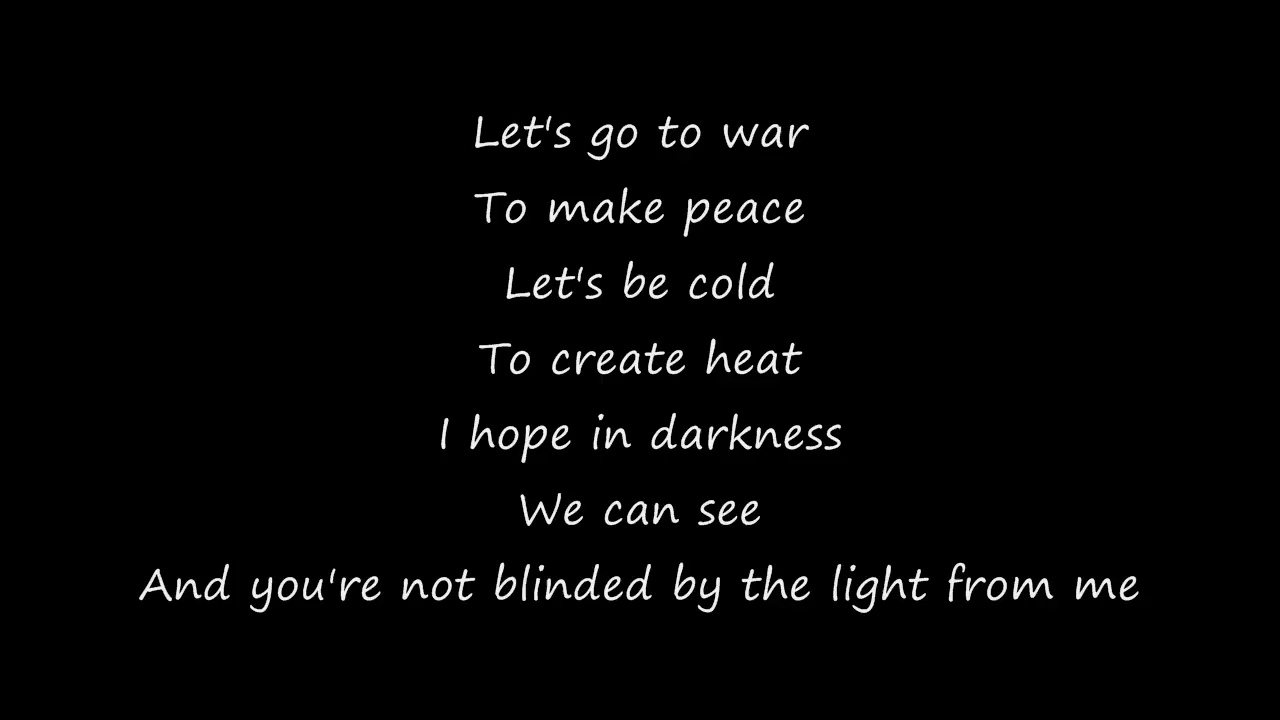 Let's go to war
To make peace
Let's be cold
To create heat
I hope in darkness
We can see
And you're not blinded by the light from me